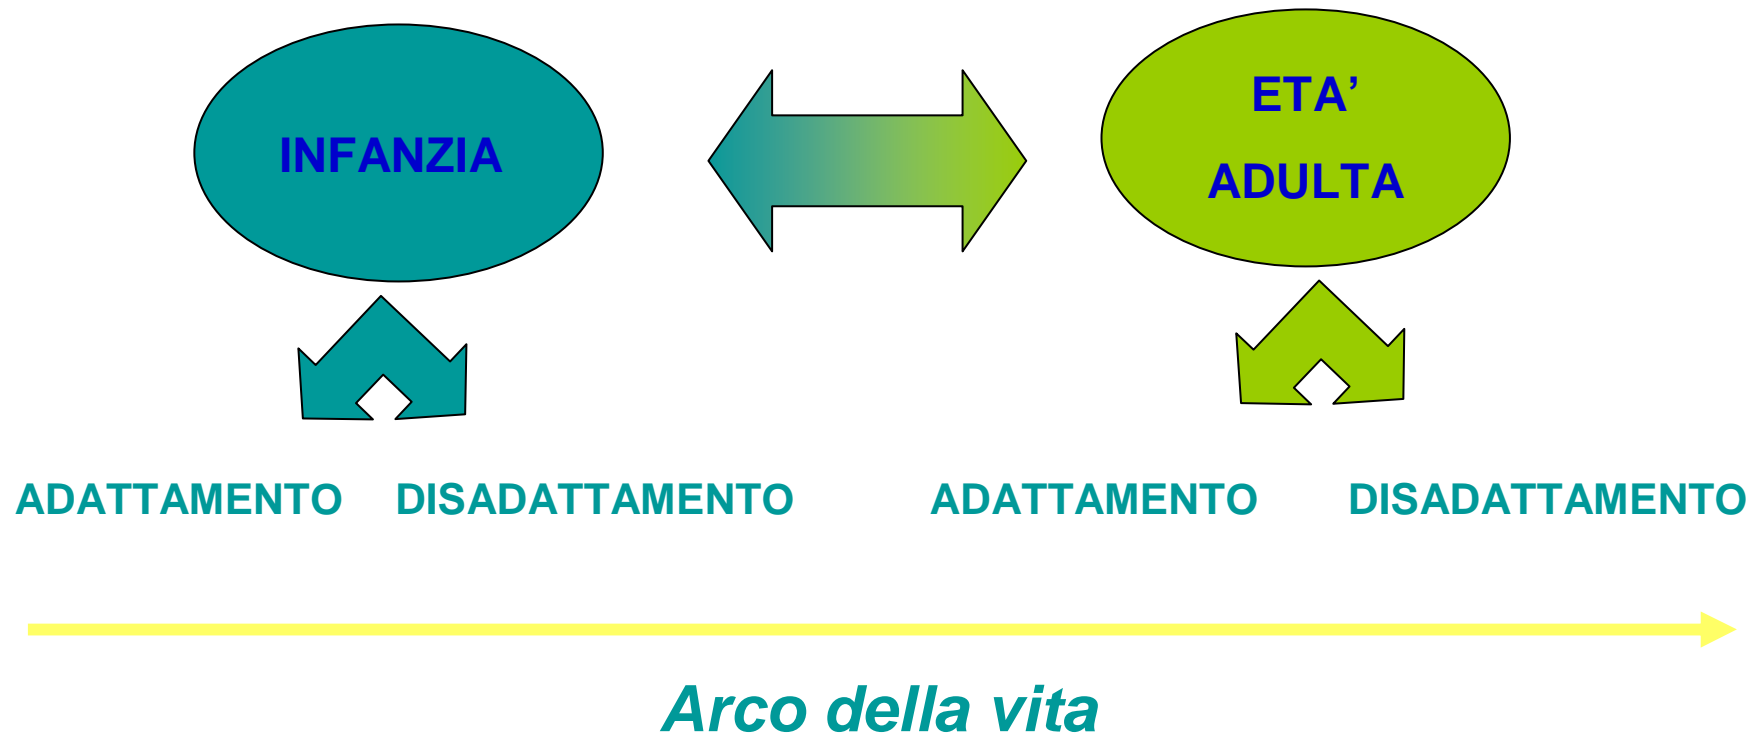 INFANZIA
ETA’
ADULTA
ADATTAMENTO
DISADATTAMENTO
ADATTAMENTO
DISADATTAMENTO
Arco della vita